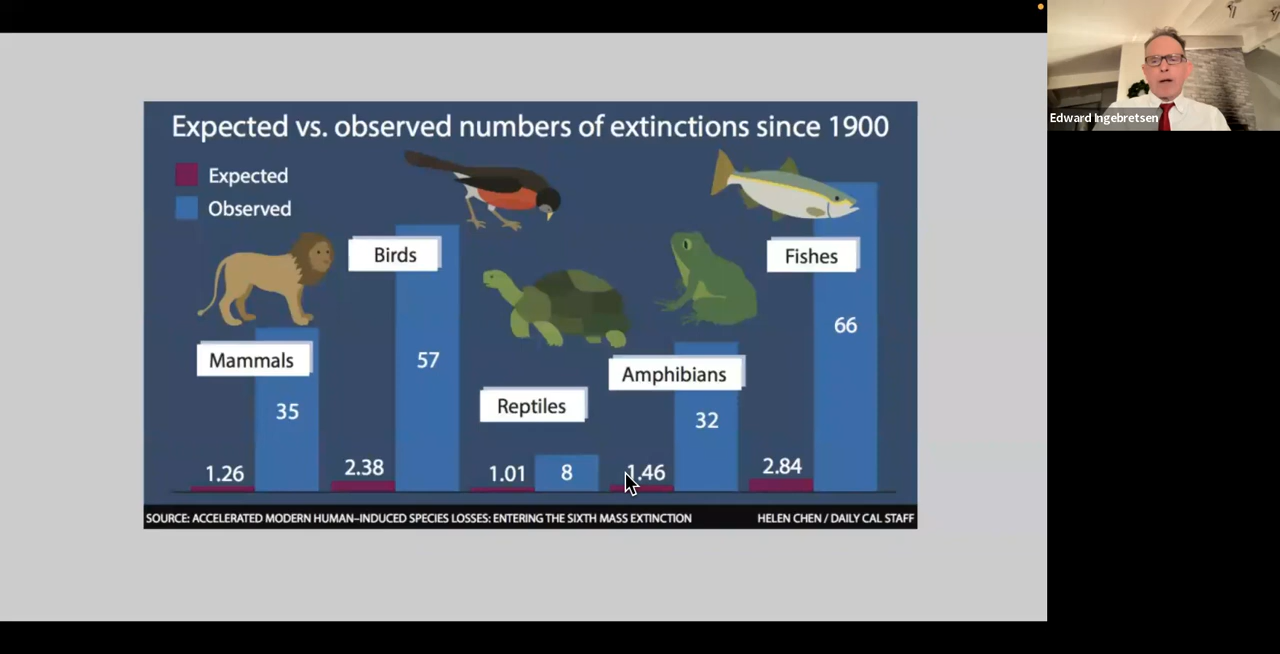 Expected vs. observed numbers of extinctions since 1900
Expected
Observed
Birds
Fishes
Mammals
Amphibians
Reptiles
66
57
35
32
1.26
2.38
1.01
8
1.46
2.84
SOURCE: ACCELERATED MODERN HUMAN–INDUCED SPECIES LOSSES: ENTERING THE SIXTH MASS EXTINCTION
HELEN CHEN / DAILY CAL STAFF
Edward Ingebretsen